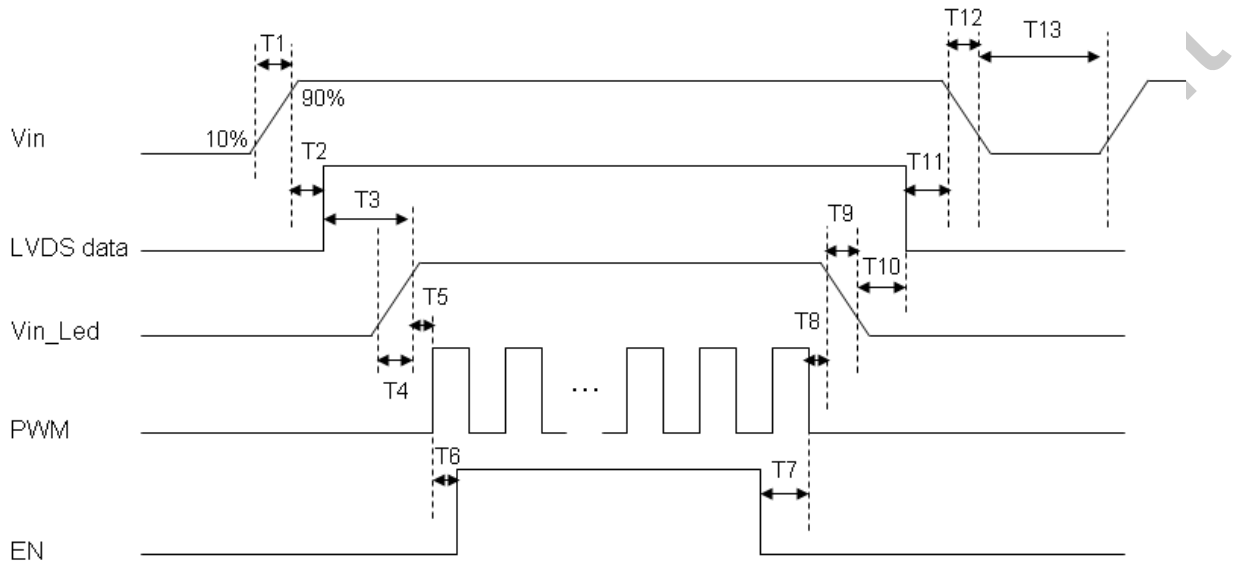 T12
T13
T1
90%
10%
Vin
T2
T11
T3
T9
LVDS data
T10
T5
Vin_Led
T8
T4
...
PWM
T6
T7
EN